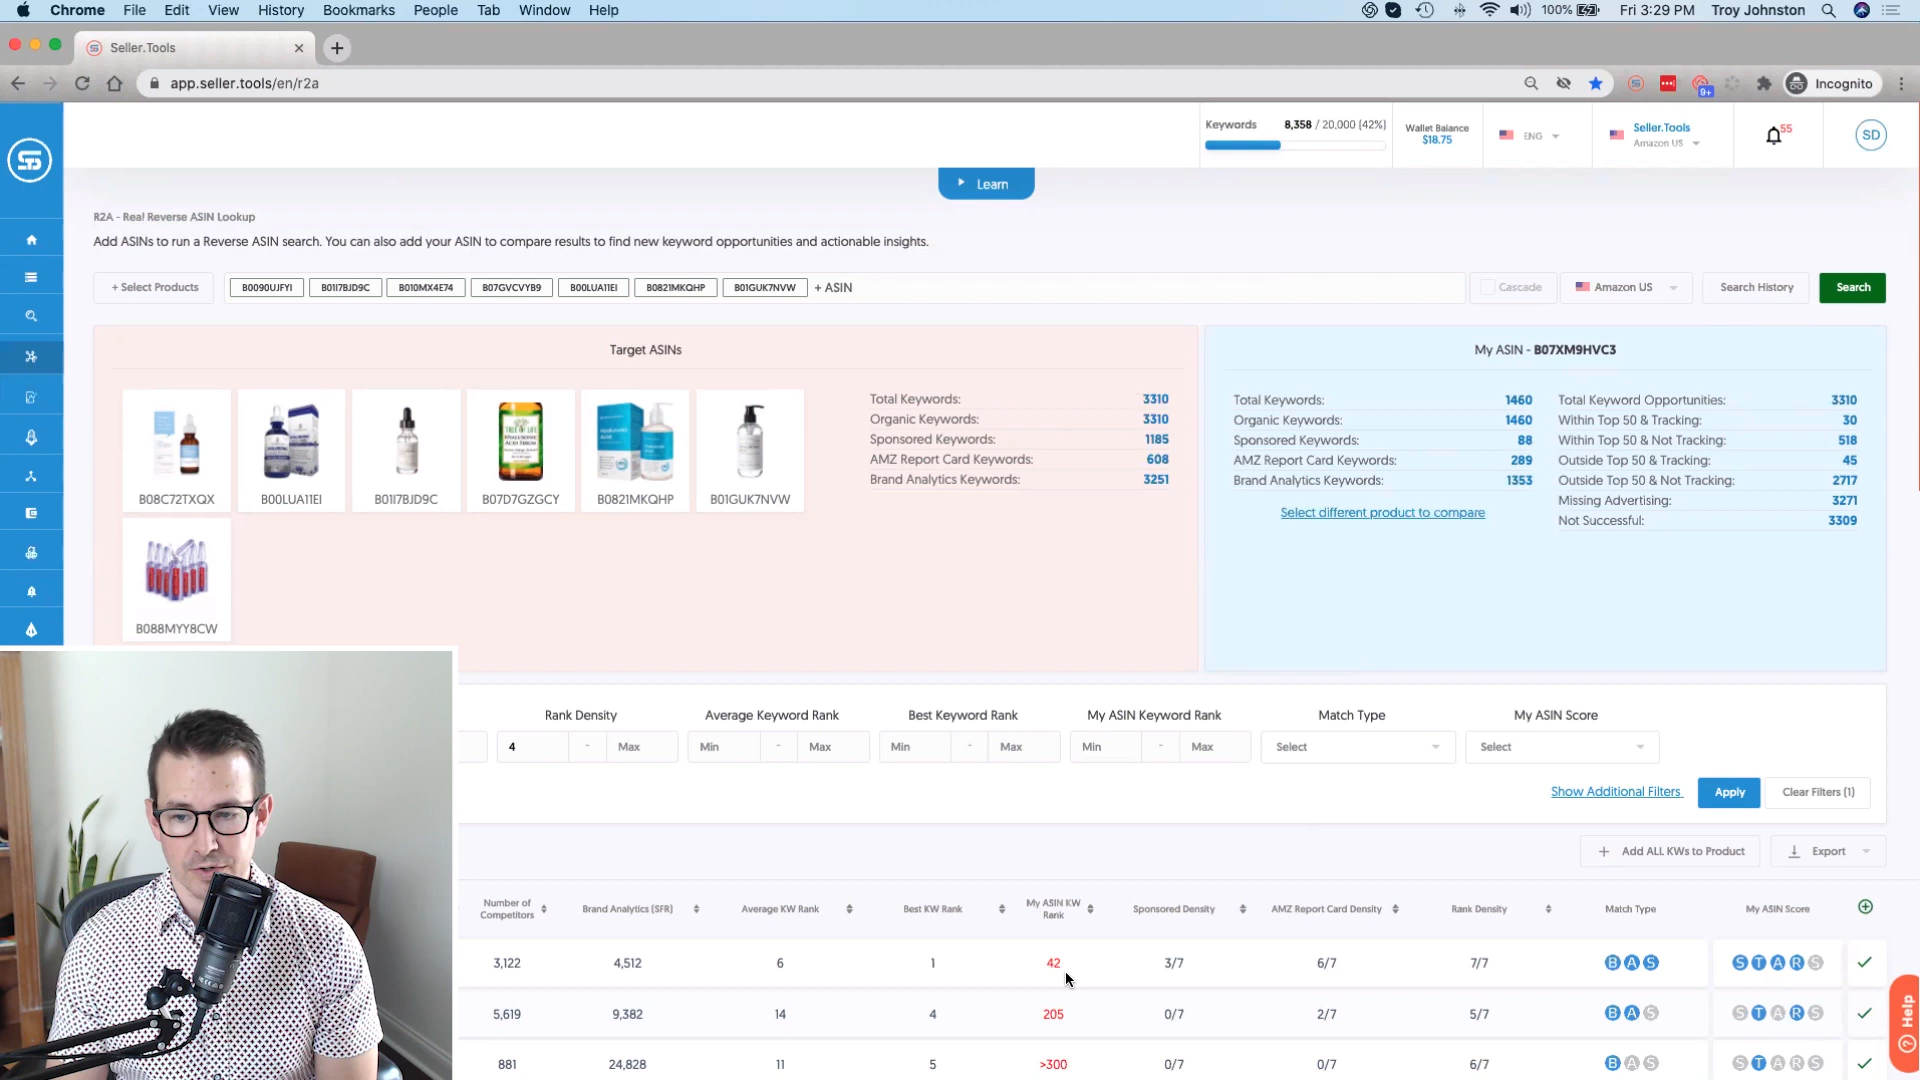 Chrome File Edit View History Bookmarks People Tab Window Help 100% Fri 3:29 PM Troy Johnston
Seller.Tools
app.seller.tools/en/r2a 9+ Incognito
Keywords 8,358 / 20,000 (42%)
Wallet Balance
$18.75
ENG
Seller.Tools
Amazon US
55
SD
Learn
R2A - Real Reverse ASIN Lookup
Add ASINs to run a Reverse ASIN search. You can also add your ASIN to compare results to find new keyword opportunities and actionable insights.
+ Select Products B0090UJFYI B01I7BJD9C B010MX4E74 B07GVCVYB9 B00LUA11EI B0821MKQHP B01GUK7NVW + ASIN Cascade Amazon US Search History Search
Target ASINs
B08C72TXQX B00LUA11EI B01I7BJD9C B07D7GZGCY B0821MKQHP B01GUK7NVW
B088MYY8CW
Total Keywords: 3310
Organic Keywords: 3310
Sponsored Keywords: 1185
AMZ Report Card Keywords: 608
Brand Analytics Keywords: 3251
My ASIN - B07XM9HVC3
Total Keywords: 1460
Organic Keywords: 1460
Sponsored Keywords: 88
AMZ Report Card Keywords: 289
Brand Analytics Keywords: 1353
Select different product to compare
Total Keyword Opportunities: 3310
Within Top 50 & Tracking: 30
Within Top 50 & Not Tracking: 518
Outside Top 50 & Tracking: 45
Outside Top 50 & Not Tracking: 2717
Missing Advertising: 3271
Not Successful: 3309
Rank Density Average Keyword Rank Best Keyword Rank My ASIN Keyword Rank Match Type My ASIN Score
4 - Max Min - Max Min - Max Min - Max Select Select
Show Additional Filters Apply Clear Filters (1)
+ Add ALL KWs to Product Export
Number of Competitors Brand Analytics (SFR) Average KW Rank Best KW Rank My ASIN KW Rank Sponsored Density AMZ Report Card Density Rank Density Match Type My ASIN Score
3,122 4,512 6 1 42 3/7 6/7 7/7 B A S S T A R S
5,619 9,382 14 4 205 0/7 2/7 5/7 B A S S T A R S
881 24,828 11 5 >300 0/7 0/7 6/7 B A S S T A R S
Help